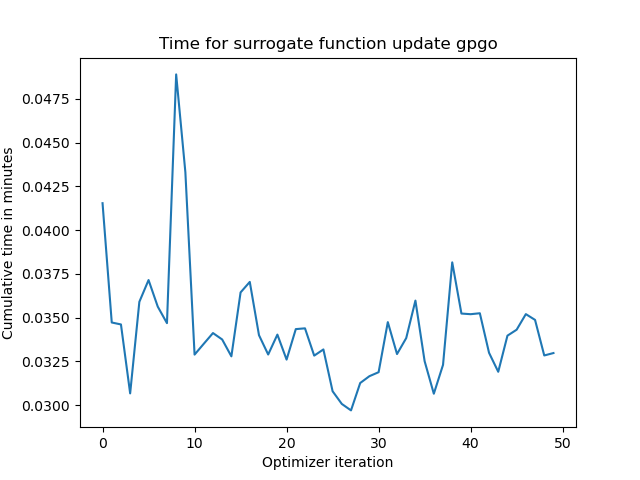 Time for surrogate function update gpgo
Cumulative time in minutes
0.0475
0.0450
0.0425
0.0400
0.0375
0.0350
0.0325
0.0300
0 10 20 30 40 50
Optimizer iteration